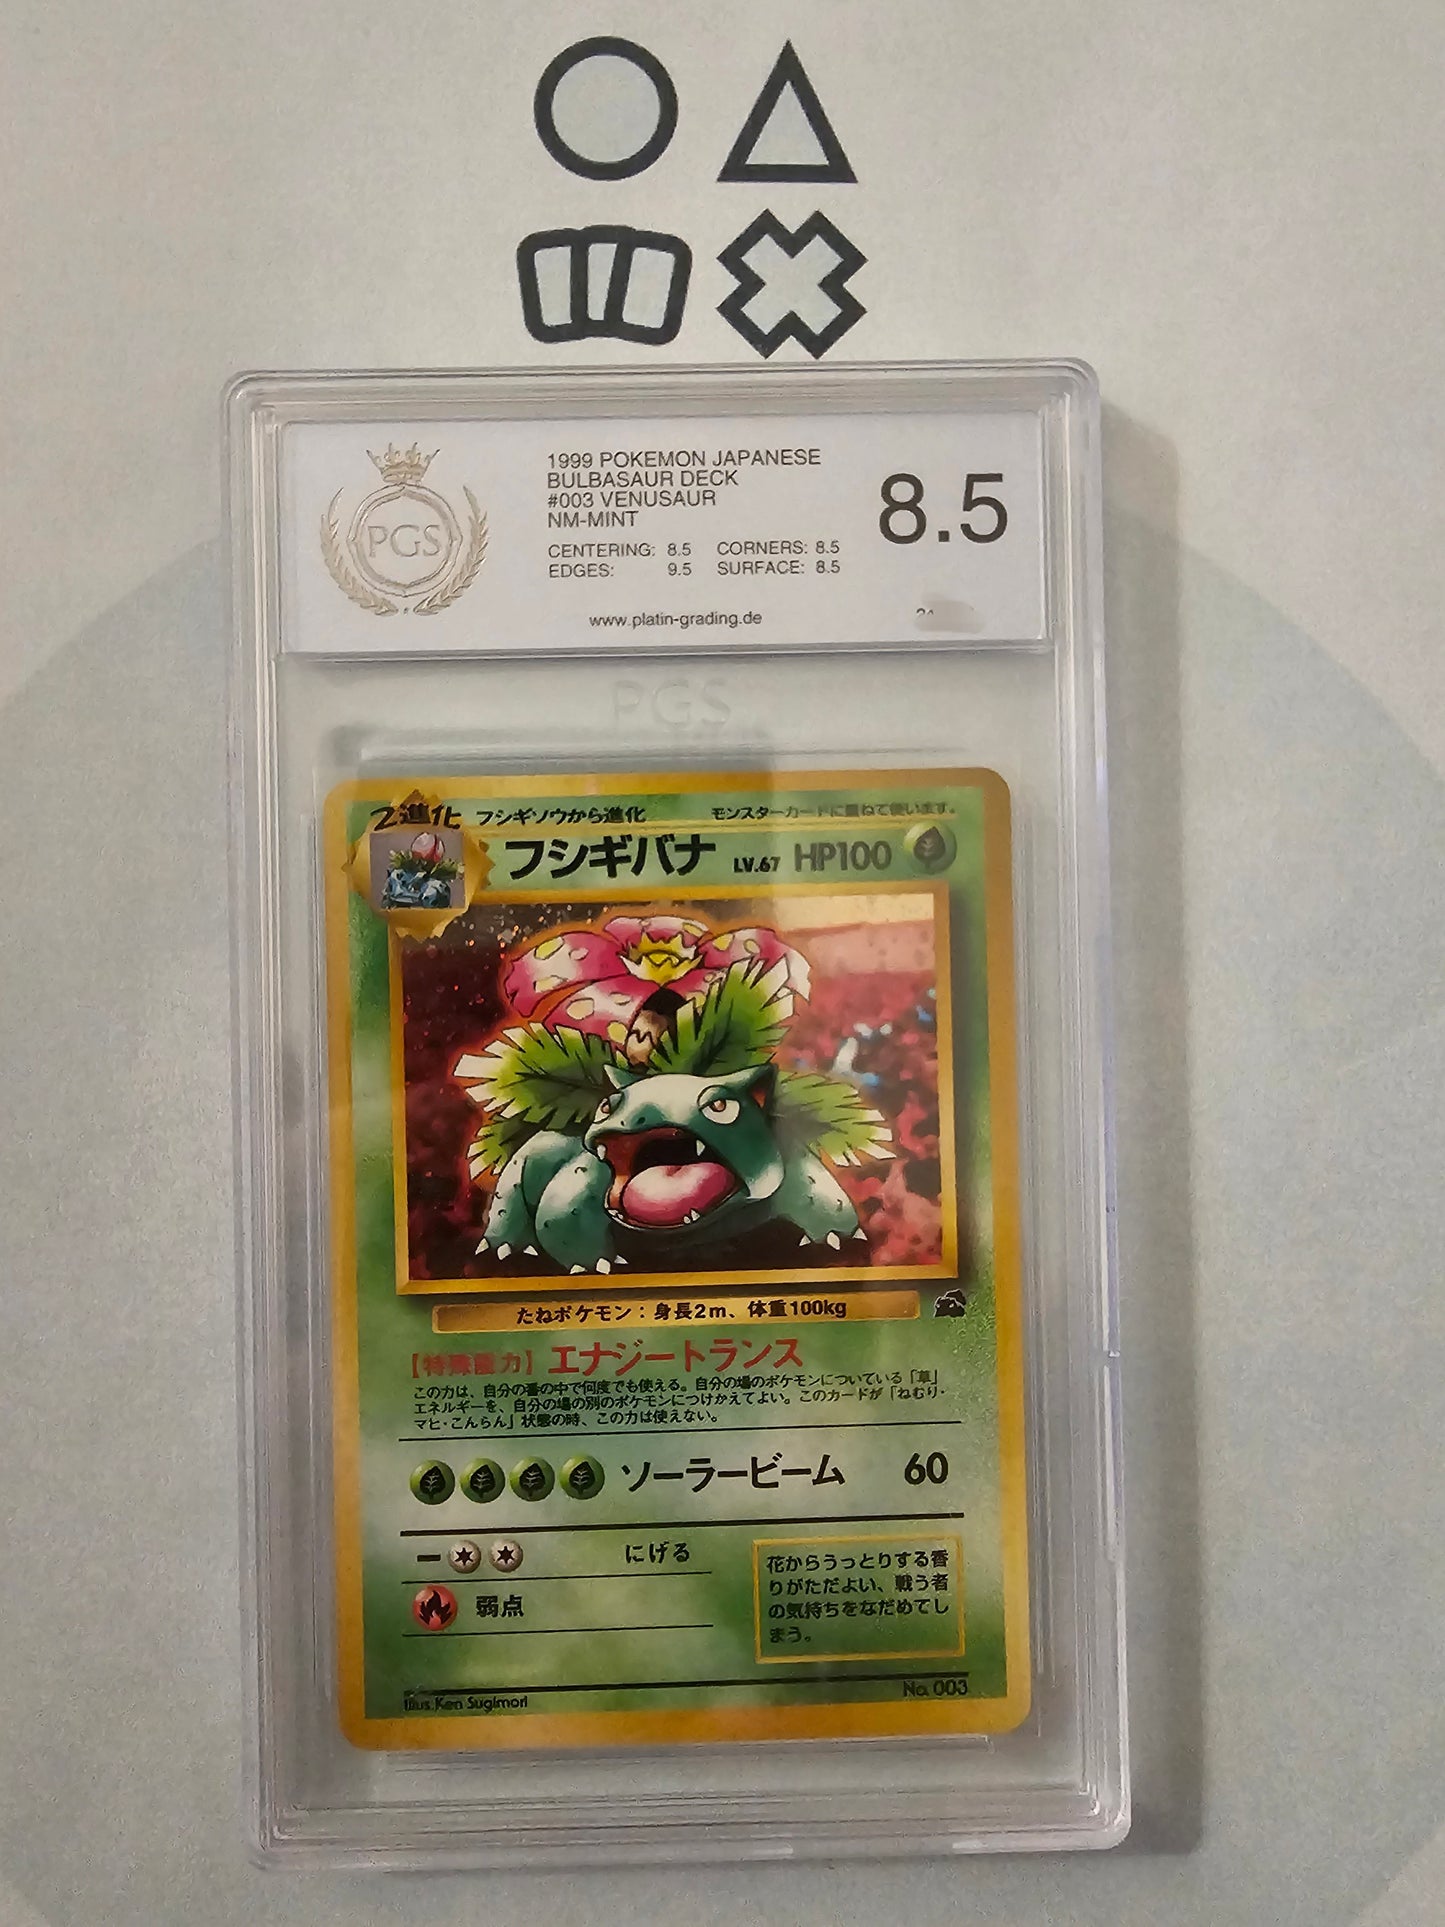 1999 POKEMON JAPANESE
BULBASAUR DECK
#003 VENUSAUR
NM-MINT
CENTERING: 8.5 CORNERS: 8.5
EDGES: 9.5 SURFACE: 8.5
8.5
PGS
www.platin-grading.de
PGS
2進化 フシギソウから進化 モンスターカードに重ねて使います。
フシギバナ LV.67 HP100
たねポケモン：身長2m、体重100kg
【特殊能力】エナジートランス
この力は、自分の番の中で何度でも使える。自分の場のポケモンについている「草」
エネルギーを、自分の場の別のポケモンにつけかえてよい。このカードが「ねむり・
マヒ・こんらん」状態の時、この力は使えない。
ソーラービーム 60
にげる
弱点
花からうっとりする香
りがただよい、戦う者
の気持ちをなだめてし
まう。
Illus. Ken Sugimori No. 003